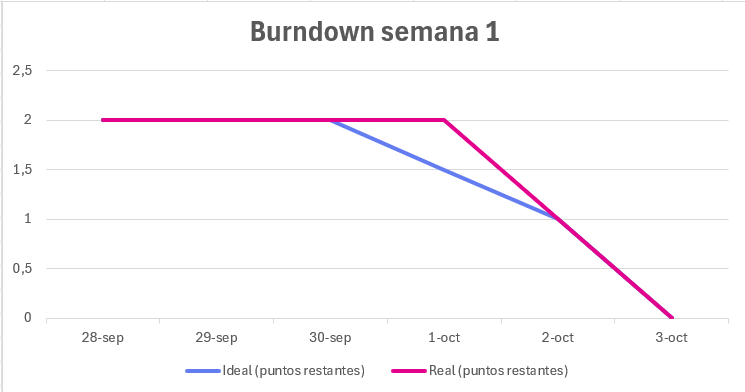 Burndown semana 1
2,5
2
1,5
1
0,5
0
28-sep 29-sep 30-sep 1-oct 2-oct 3-oct
Ideal (puntos restantes) Real (puntos restantes)